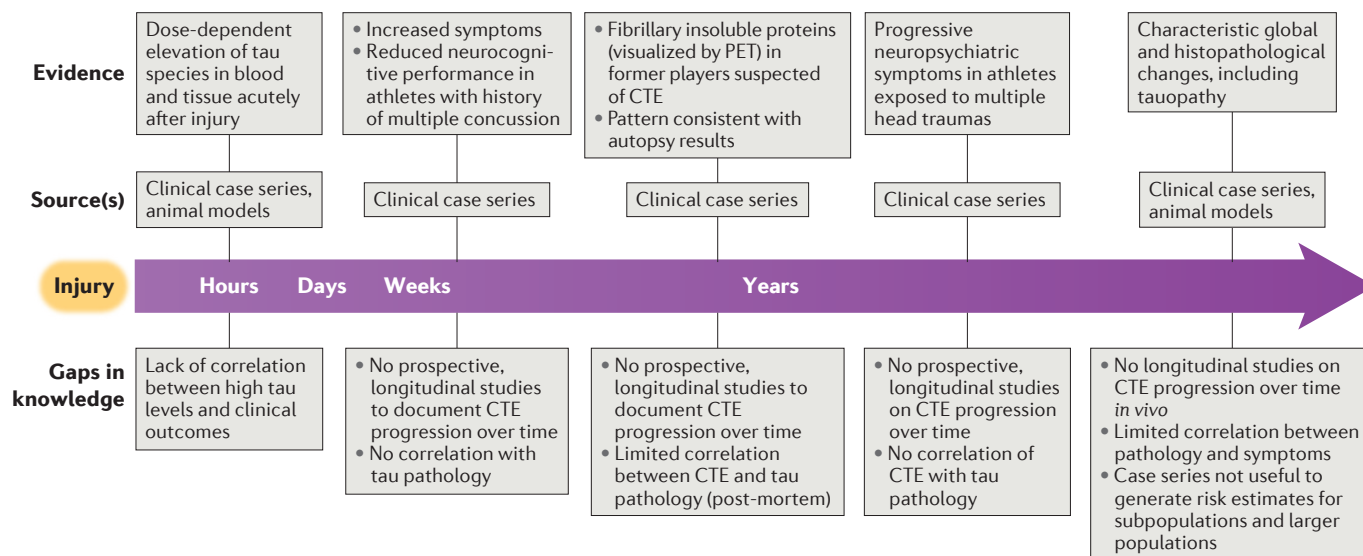 Evidence
Dose-dependent
elevation of tau
species in blood
and tissue acutely
after injury
• Increased symptoms
• Reduced neurocogni-
tive performance in
athletes with history
of multiple concussion
• Fibrillary insoluble proteins
(visualized by PET) in
former players suspected
of CTE
• Pattern consistent with
autopsy results
Progressive
neuropsychiatric
symptoms in athletes
exposed to multiple
head traumas
Characteristic global
and histopathological
changes, including
tauopathy
Source(s)
Clinical case series,
animal models
Clinical case series
Clinical case series
Clinical case series
Clinical case series,
animal models
Injury
Hours Days Weeks Years
Gaps in
knowledge
Lack of correlation
between high tau
levels and clinical
outcomes
• No prospective,
longitudinal studies
to document CTE
progression over time
• No correlation with
tau pathology
• No prospective,
longitudinal studies to
document CTE
progression over time
• Limited correlation
between CTE and tau
pathology (post-mortem)
• No prospective,
longitudinal studies
on CTE progression
over time
• No correlation of
CTE with tau
pathology
• No longitudinal studies on
CTE progression over time
in vivo
• Limited correlation between
pathology and symptoms
• Case series not useful to
generate risk estimates for
subpopulations and larger
populations